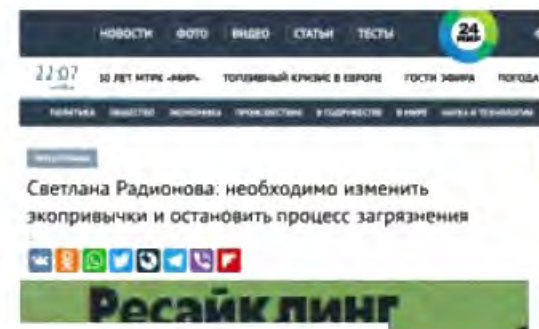 НОВОСТИ ФОТО ВИДЕО СТАТЬИ ТЕСТЫ
24
МИР
22:07 30 ЛЕТ МТРК «МИР» ТОПЛИВНЫЙ КРИЗИС В ЕВРОПЕ ГОСТИ ЭФИРА ПОГОДА
ПОЛИТИКА ОБЩЕСТВО ЭКОНОМИКА ПРОИСШЕСТВИЯ В СОДРУЖЕСТВЕ В МИРЕ НАУКА И ТЕХНОЛОГИИ
Светлана Радионова: необходимо изменить
экопривычки и остановить процесс загрязнения
Ресайклинг